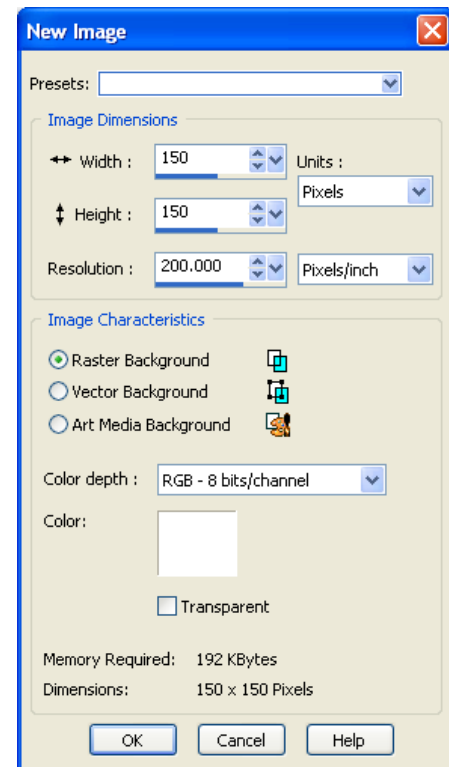 New Image
Presets:
Image Dimensions
Width : 150 Units :
Pixels
Height : 150
Resolution : 200.000 Pixels/inch
Image Characteristics
Raster Background
Vector Background
Art Media Background
Color depth : RGB - 8 bits/channel
Color:
Transparent
Memory Required: 192 KBytes
Dimensions: 150 x 150 Pixels
OK Cancel Help